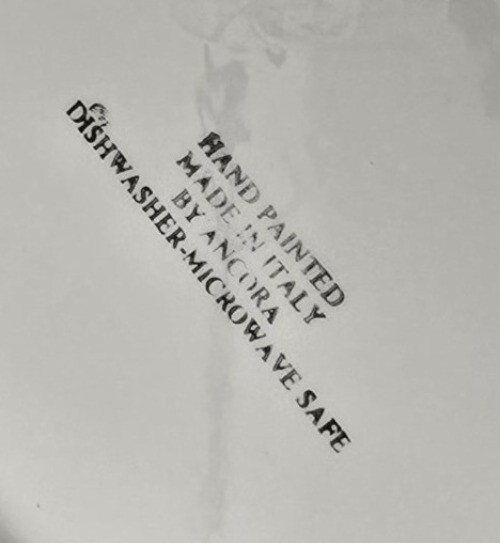 HAND PAINTED
MADE IN ITALY
BY ANCORA
DISHWASHER-MICROWAVE SAFE